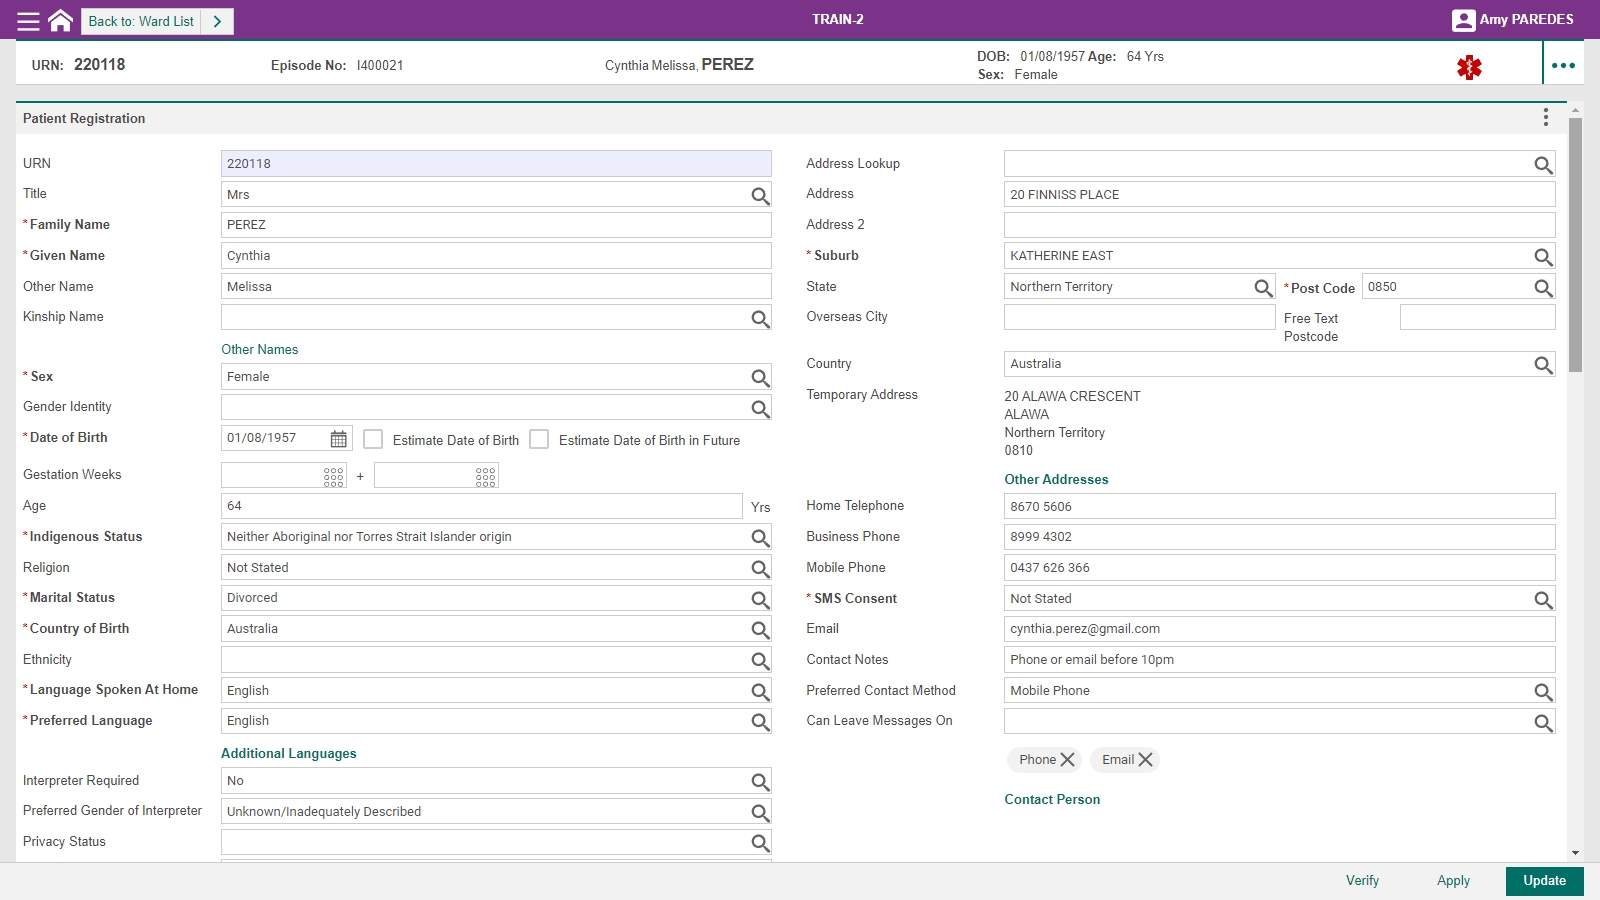 Back to: Ward List
TRAIN-2
Amy PAREDES
URN: 220118
Episode No: I400021
Cynthia Melissa, PEREZ
DOB: 01/08/1957 Age: 64 Yrs
Sex: Female
Patient Registration
URN 220118
Title Mrs
*Family Name PEREZ
*Given Name Cynthia
Other Name Melissa
Kinship Name
Other Names
*Sex Female
Gender Identity
*Date of Birth 01/08/1957 Estimate Date of Birth Estimate Date of Birth in Future
Gestation Weeks +
Age 64 Yrs
*Indigenous Status Neither Aboriginal nor Torres Strait Islander origin
Religion Not Stated
*Marital Status Divorced
*Country of Birth Australia
Ethnicity
*Language Spoken At Home English
*Preferred Language English
Additional Languages
Interpreter Required No
Preferred Gender of Interpreter Unknown/Inadequately Described
Privacy Status
Address Lookup
Address 20 FINNISS PLACE
Address 2
*Suburb KATHERINE EAST
State Northern Territory *Post Code 0850
Overseas City Free Text
Postcode
Country Australia
Temporary Address 20 ALAWA CRESCENT
ALAWA
Northern Territory
0810
Other Addresses
Home Telephone 8670 5606
Business Phone 8999 4302
Mobile Phone 0437 626 366
*SMS Consent Not Stated
Email cynthia.perez@gmail.com
Contact Notes Phone or email before 10pm
Preferred Contact Method Mobile Phone
Can Leave Messages On
Phone Email
Contact Person
Verify Apply Update